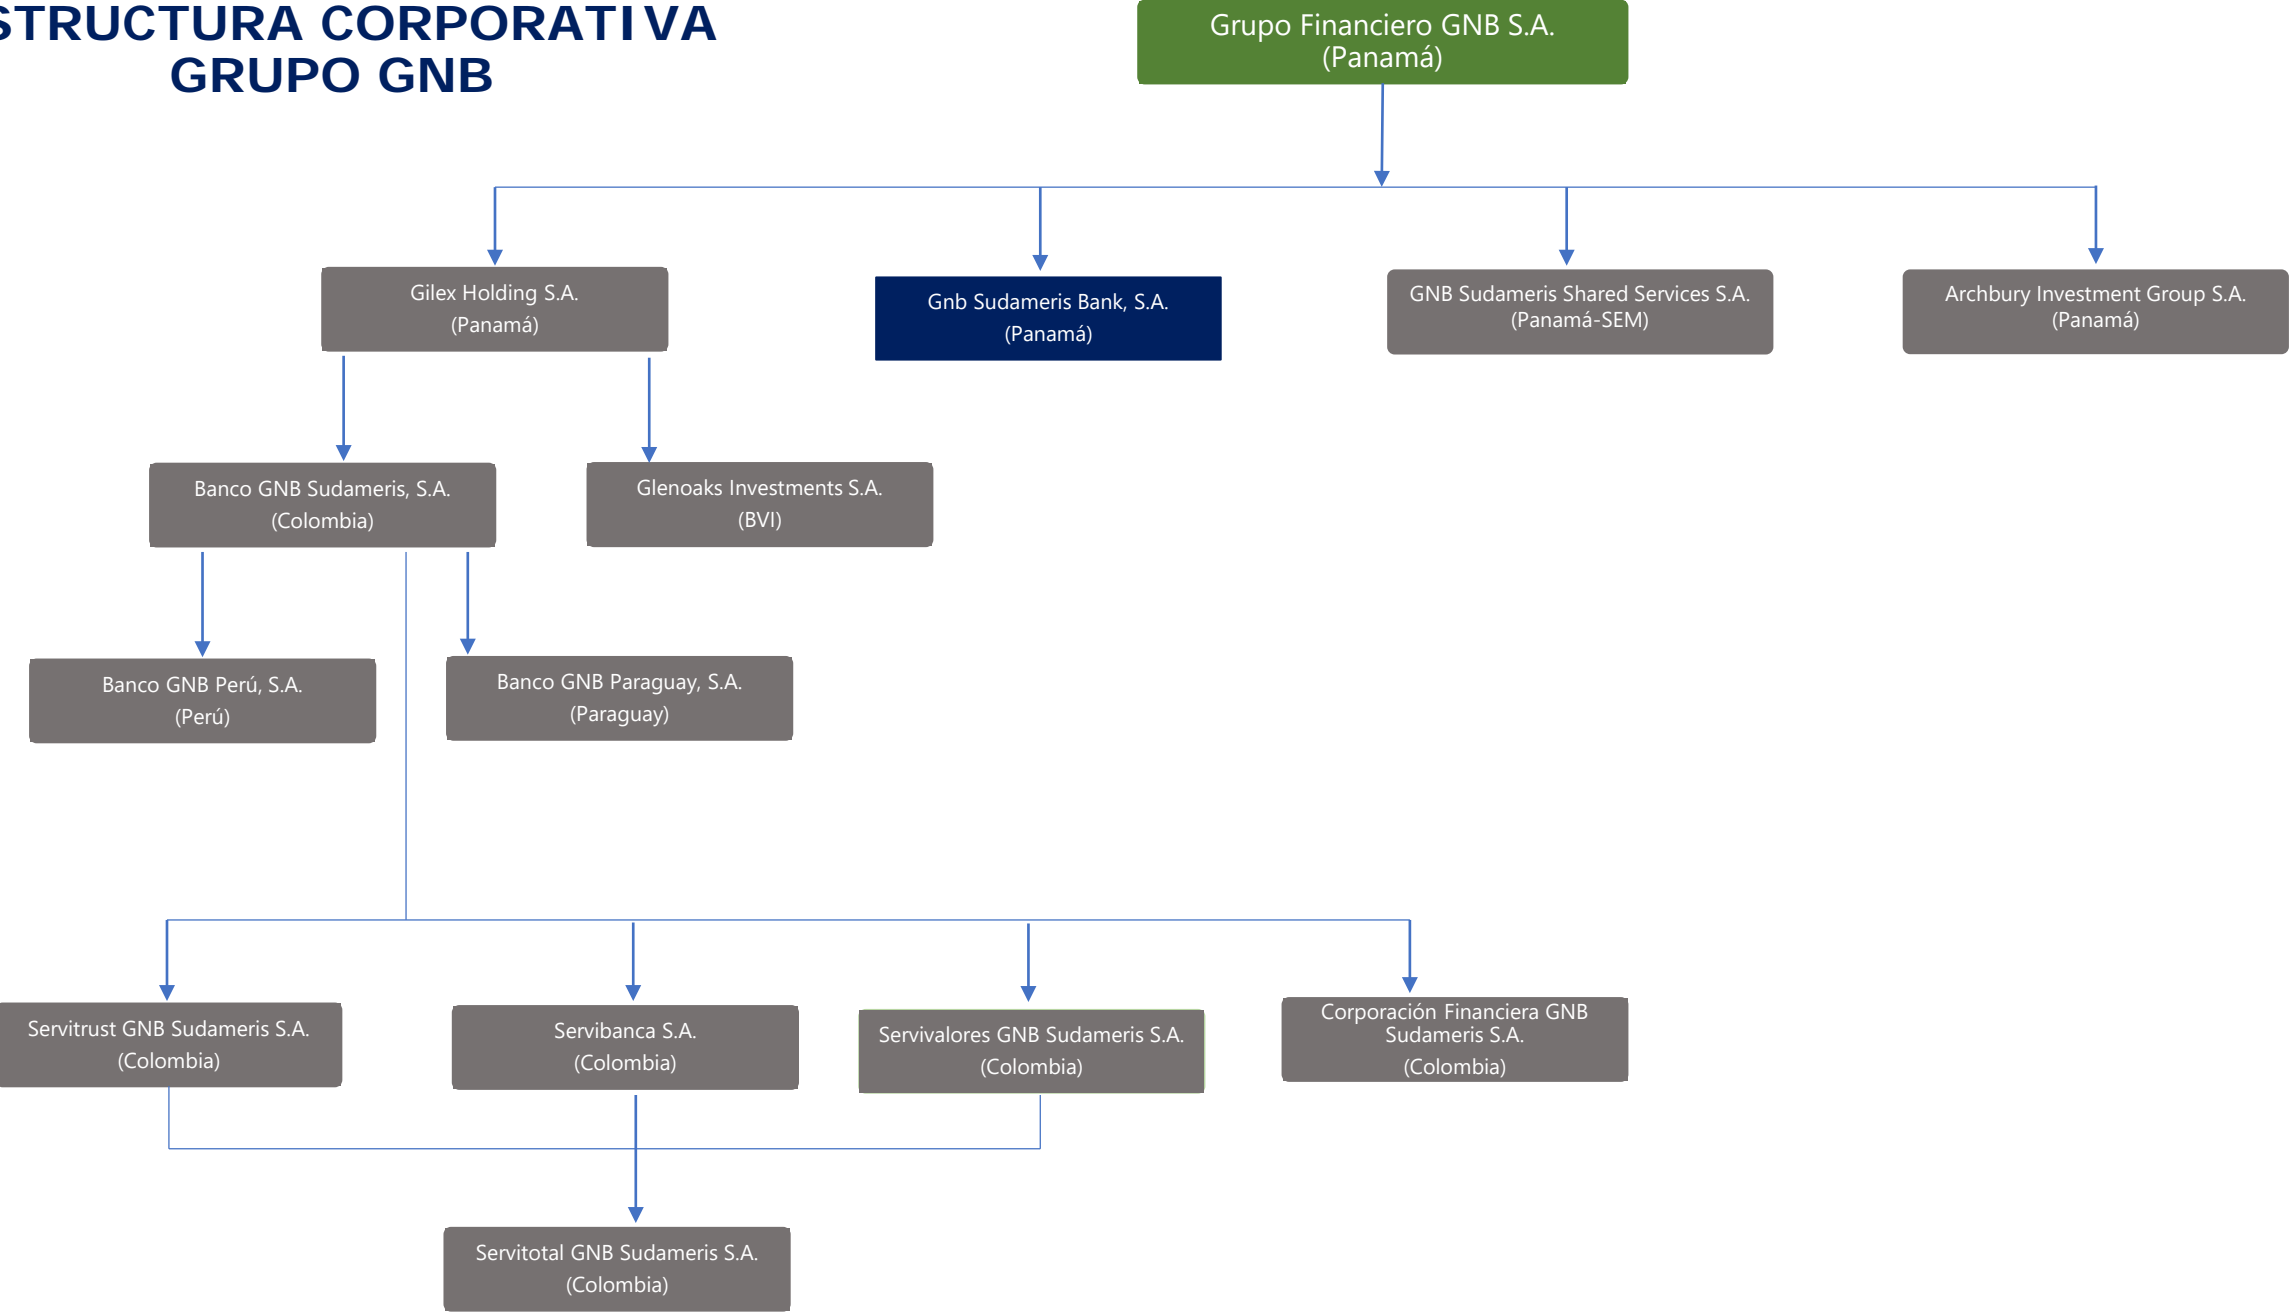 STRUCTURA CORPORATIVA
GRUPO GNB
Grupo Financiero GNB S.A.
(Panamá)
Gilex Holding S.A.
(Panamá)
Gnb Sudameris Bank, S.A.
(Panamá)
GNB Sudameris Shared Services S.A.
(Panamá-SEM)
Archbury Investment Group S.A.
(Panamá)
Banco GNB Sudameris, S.A.
(Colombia)
Glenoaks Investments S.A.
(BVI)
Banco GNB Perú, S.A.
(Perú)
Banco GNB Paraguay, S.A.
(Paraguay)
Servitrust GNB Sudameris S.A.
(Colombia)
Servibanca S.A.
(Colombia)
Servivalores GNB Sudameris S.A.
(Colombia)
Corporación Financiera GNB
Sudameris S.A.
(Colombia)
Servitotal GNB Sudameris S.A.
(Colombia)